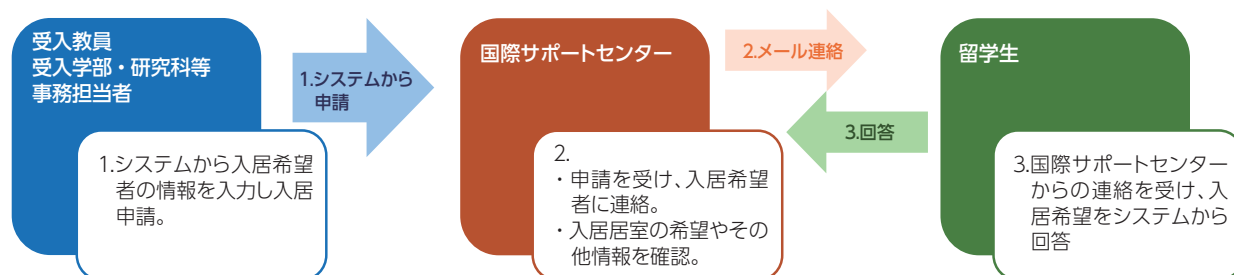 受入教員
受入学部・研究科等
事務担当者
1.システムから入居希望
者の情報を入力し入居
申請。
1.システムから
申請
国際サポートセンター
2.
・申請を受け、入居希望
者に連絡。
・入居居室の希望やその
他情報を確認。
2.メール連絡
3.回答
留学生
3.国際サポートセンター
からの連絡を受け、入
居希望をシステムから
回答